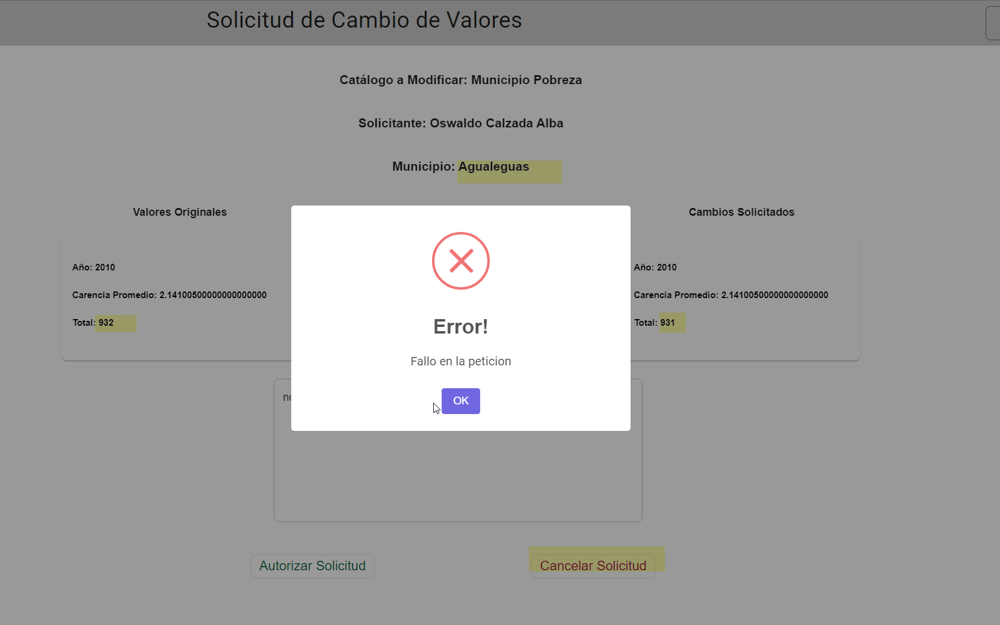 Solicitud de Cambio de Valores
Catálogo a Modificar: Municipio Pobreza
Solicitante: Oswaldo Calzada Alba
Municipio: Agualeguas
Valores Originales
Cambios Solicitados
Año: 2010
Carencia Promedio: 2.14100500000000000000
Total: 932
Año: 2010
Carencia Promedio: 2.14100500000000000000
Total: 931
Error!
Fallo en la peticion
OK
Autorizar Solicitud
Cancelar Solicitud